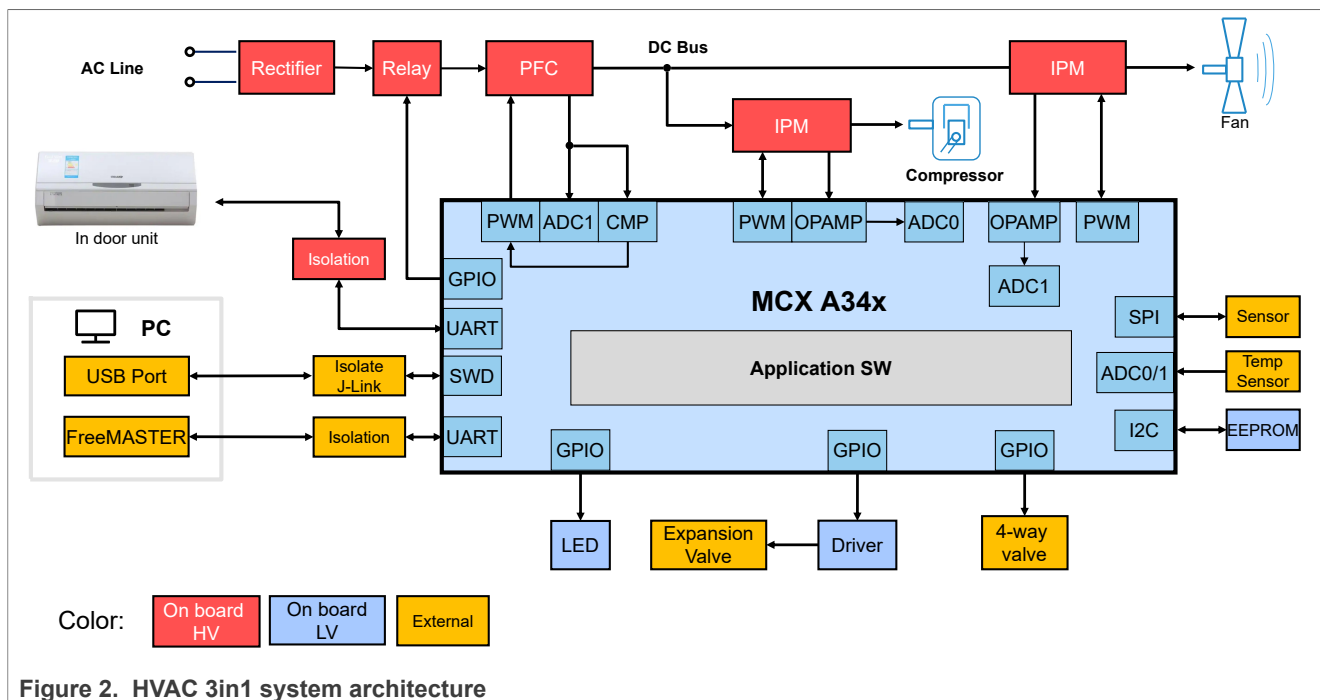 AC Line
Rectifier
Relay
PFC
DC Bus
IPM
Fan
IPM
Compressor
In door unit
Isolation
PWM
ADC1
CMP
PWM
OPAMP
ADC0
OPAMP
PWM
GPIO
ADC1
MCX A34x
UART
SPI
Sensor
PC
USB Port
Isolate
J-Link
SWD
Application SW
ADC0/1
Temp
Sensor
FreeMASTER
Isolation
UART
I2C
EEPROM
GPIO
GPIO
GPIO
LED
Expansion
Valve
Driver
4-way
valve
Color:
On board
HV
On board
LV
External
Figure 2. HVAC 3in1 system architecture